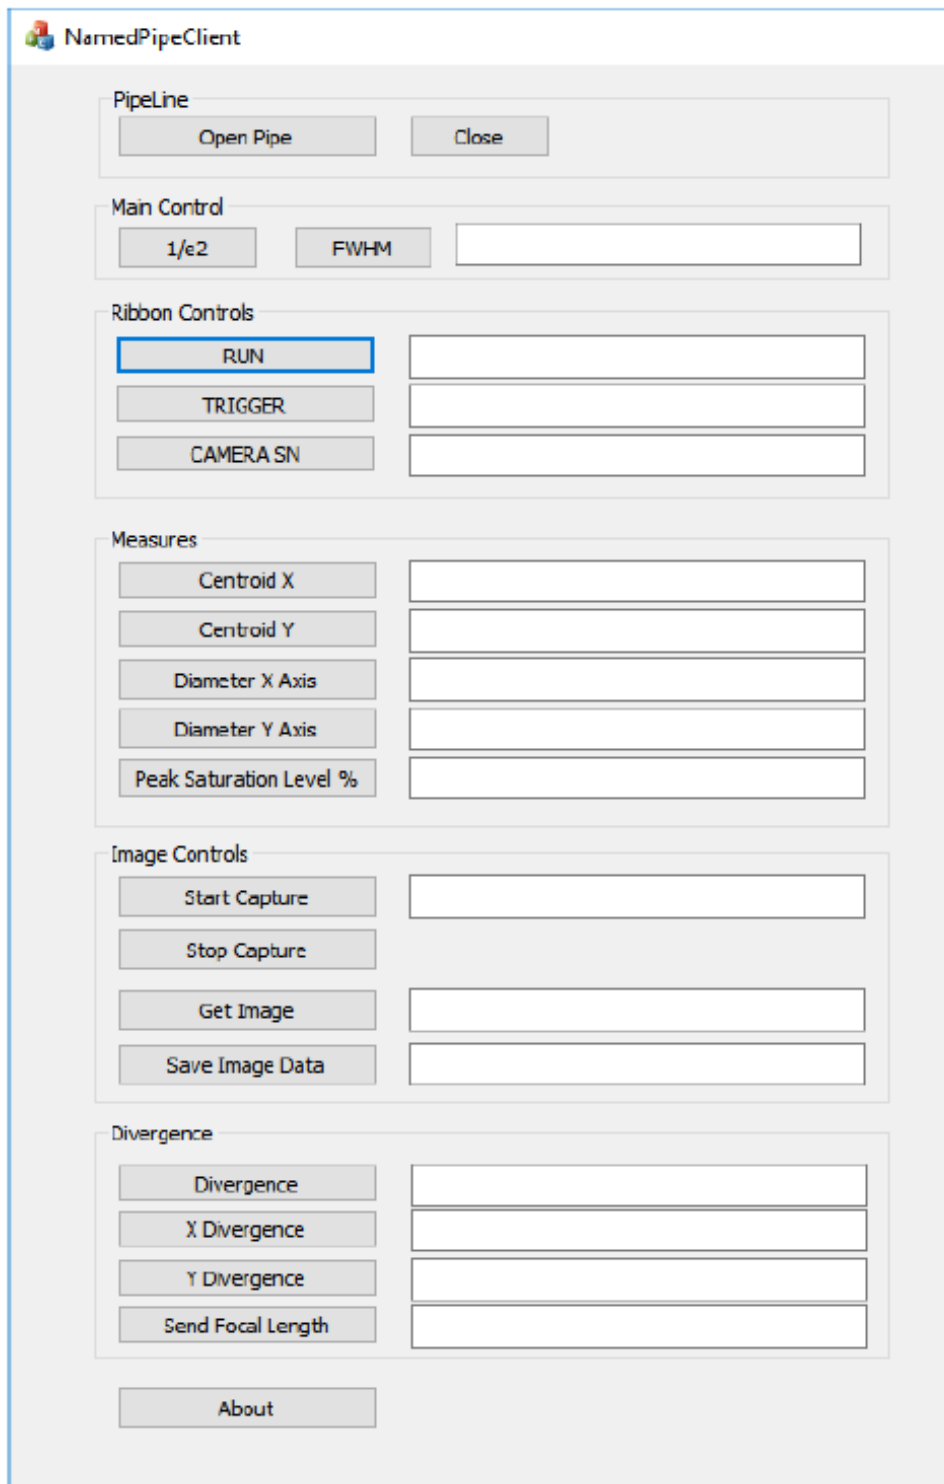 NamedPipeClient
PipeLine
Open Pipe Close
Main Control
1/e2 FWHM
Ribbon Controls
RUN
TRIGGER
CAMERA SN
Measures
Centroid X
Centroid Y
Diameter X Axis
Diameter Y Axis
Peak Saturation Level %
Image Controls
Start Capture
Stop Capture
Get Image
Save Image Data
Divergence
Divergence
X Divergence
Y Divergence
Send Focal Length
About